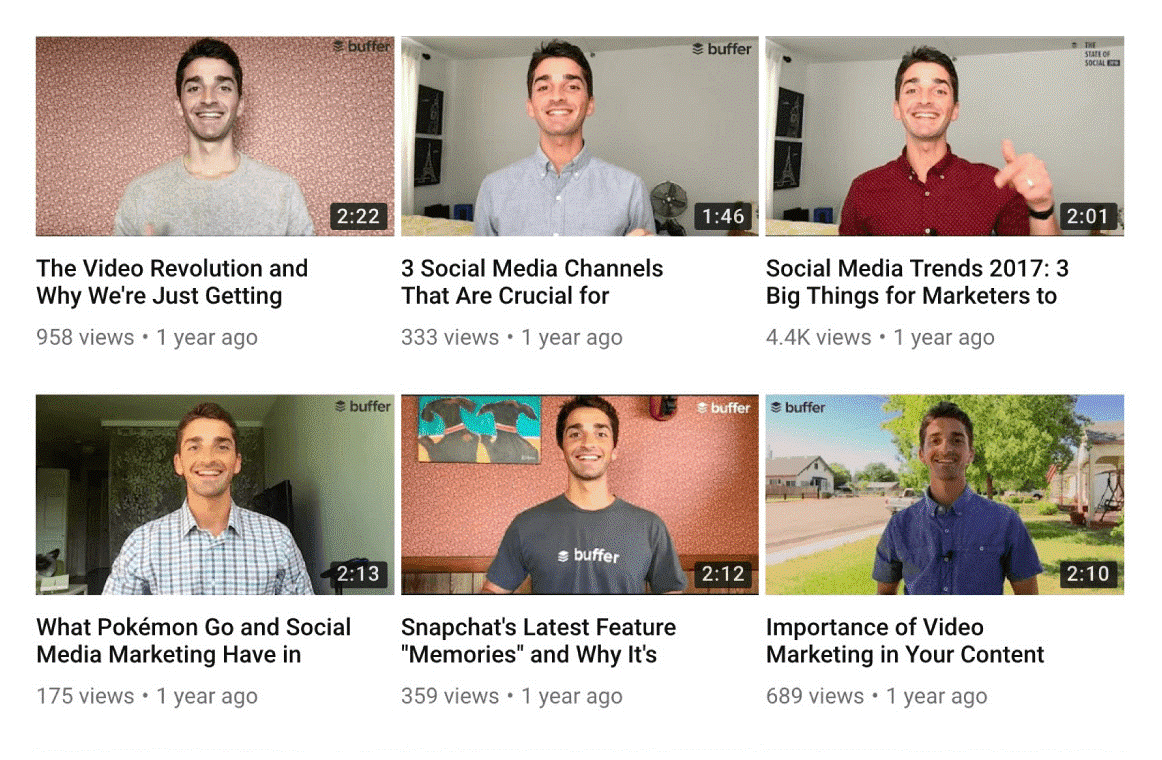 buffer
buffer
THE
STATE OF
SOCIAL
2:22
1:46
2:01
The Video Revolution and
Why We're Just Getting
958 views • 1 year ago
3 Social Media Channels
That Are Crucial for
333 views • 1 year ago
Social Media Trends 2017: 3
Big Things for Marketers to
4.4K views • 1 year ago
buffer
buffer
buffer
buffer
2:13
2:12
2:10
What Pokémon Go and Social
Media Marketing Have in
175 views • 1 year ago
Snapchat's Latest Feature
"Memories" and Why It's
359 views • 1 year ago
Importance of Video
Marketing in Your Content
689 views • 1 year ago